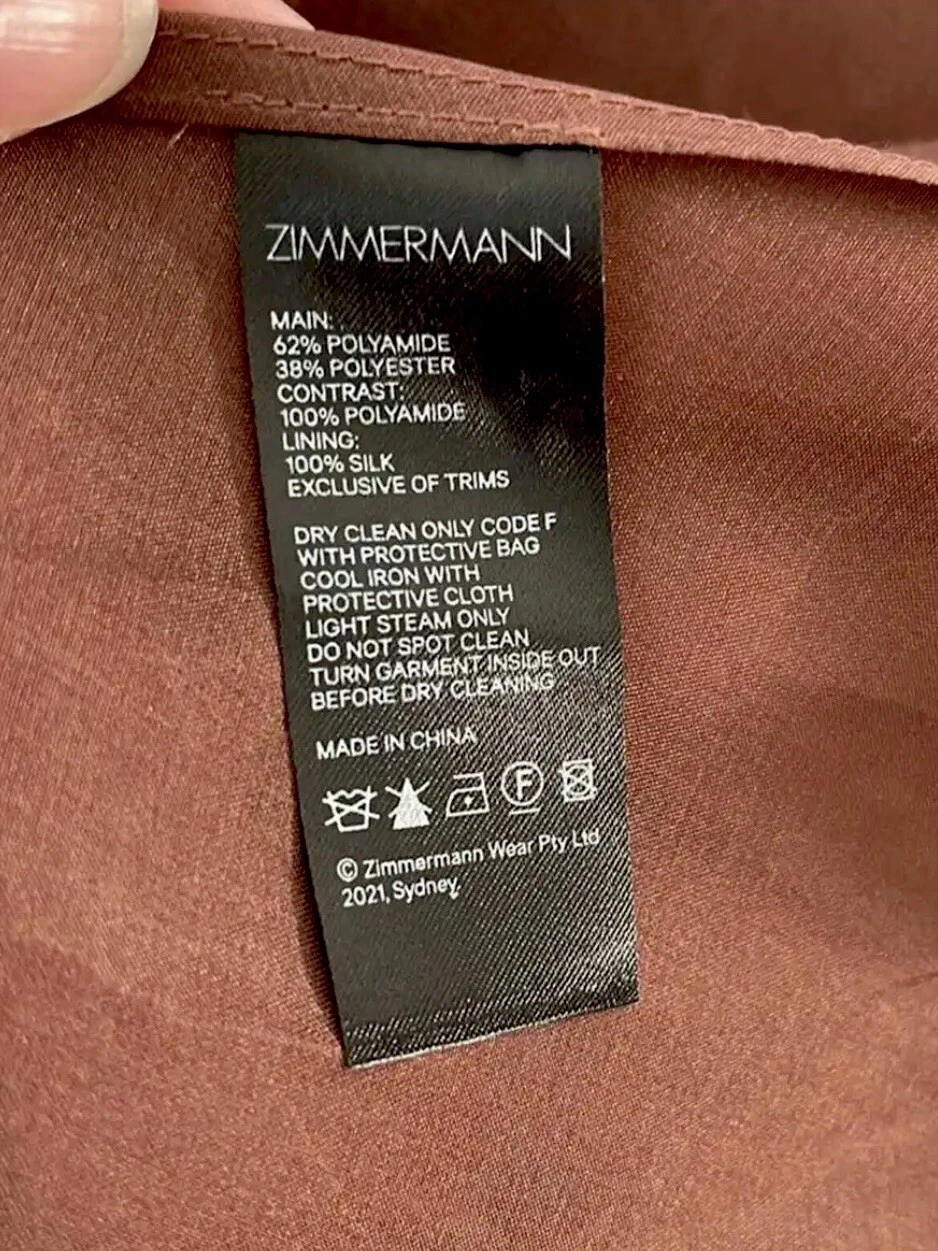 ZIMMERMANN
MAIN:
62% POLYAMIDE
38% POLYESTER
CONTRAST:
100% POLYAMIDE
LINING:
100% SILK
EXCLUSIVE OF TRIMS
DRY CLEAN ONLY CODE F
WITH PROTECTIVE BAG
COOL IRON WITH
PROTECTIVE CLOTH
LIGHT STEAM ONLY
DO NOT SPOT CLEAN
TURN GARMENT INSIDE OUT
BEFORE DRY CLEANING
MADE IN CHINA
F
© Zimmermann Wear Pty Ltd
2021, Sydney.